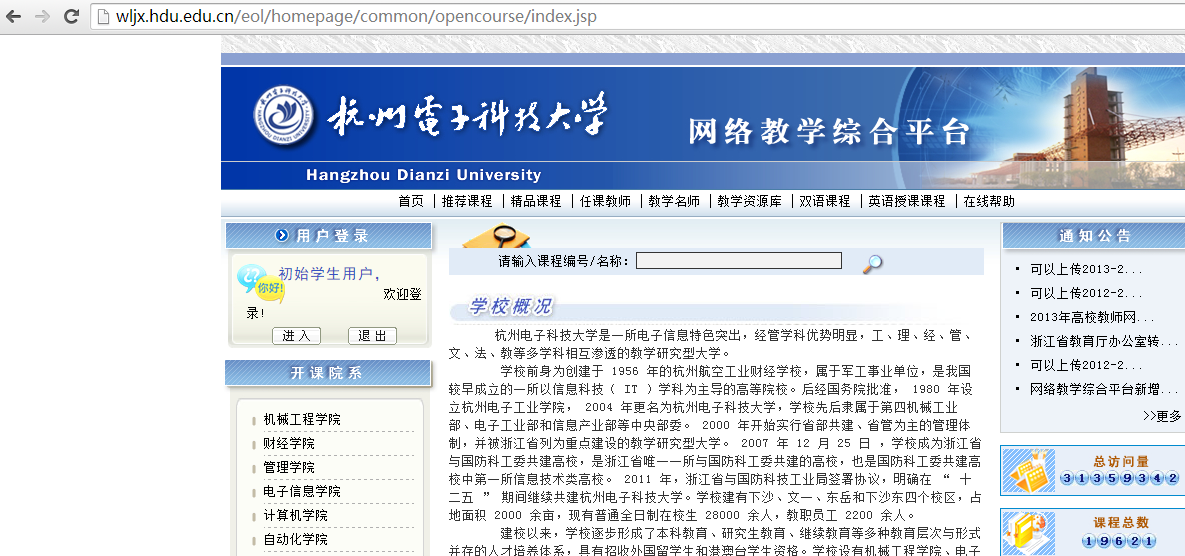 wljx.hdu.edu.cn/eol/homepage/common/opencourse/index.jsp
杭州電子科技大学
网络教学综合平台
Hangzhou Dianzi University
首页 | 推荐课程 | 精品课程 | 任课教师 | 教学名师 | 教学资源库 | 双语课程 | 英语授课课程 | 在线帮助
用户登录
你好!
初始学生用户，
欢迎登
录!
进入 退出
开课院系
机械工程学院
财经学院
管理学院
电子信息学院
计算机学院
自动化学院
请输入课程编号/名称:
学校概况
杭州电子科技大学是一所电子信息特色突出，经管学科优势明显，工、理、经、管、
文、法、教等多学科相互渗透的教学研究型大学。
学校前身为创建于 1956 年的杭州航空工业财经学校，属于军工事业单位，是我国
较早成立的一所以信息科技（ IT ）学科为主导的高等院校。后经国务院批准， 1980 年设
立杭州电子工业学院， 2004 年更名为杭州电子科技大学，学校先后隶属于第四机械工业
部、电子工业部和信息产业部等中央部委。 2000 年开始实行省部共建、省管为主的管理体
制，并被浙江省列为重点建设的教学研究型大学。 2007 年 12 月 25 日 ，学校成为浙江省
与国防科工委共建高校，是浙江省唯一一所与国防科工委共建的高校，也是国防科工委共建高
校中第一所信息技术类高校。 2011 年，浙江省与国防科技工业局签署协议，明确在 “ 十
二五 ” 期间继续共建杭州电子科技大学。学校建有下沙、文一、东岳和下沙东四个校区，占
地面积 2000 余亩，现有普通全日制在校生 28000 余人，教职员工 2200 余人。
建校以来，学校逐步形成了本科教育、研究生教育、继续教育等多种教育层次与形式
并存的人才培养体系，具有招收外国留学生和港澳台学生资格。学校设有机械工程学院、电子
通知公告
可以上传2013-2...
可以上传2012-2...
2013年高校教师网...
浙江省教育厅办公室转...
可以上传2012-2...
网络教学综合平台新增...
>>更多
总访问量
31359342
课程总数
19621